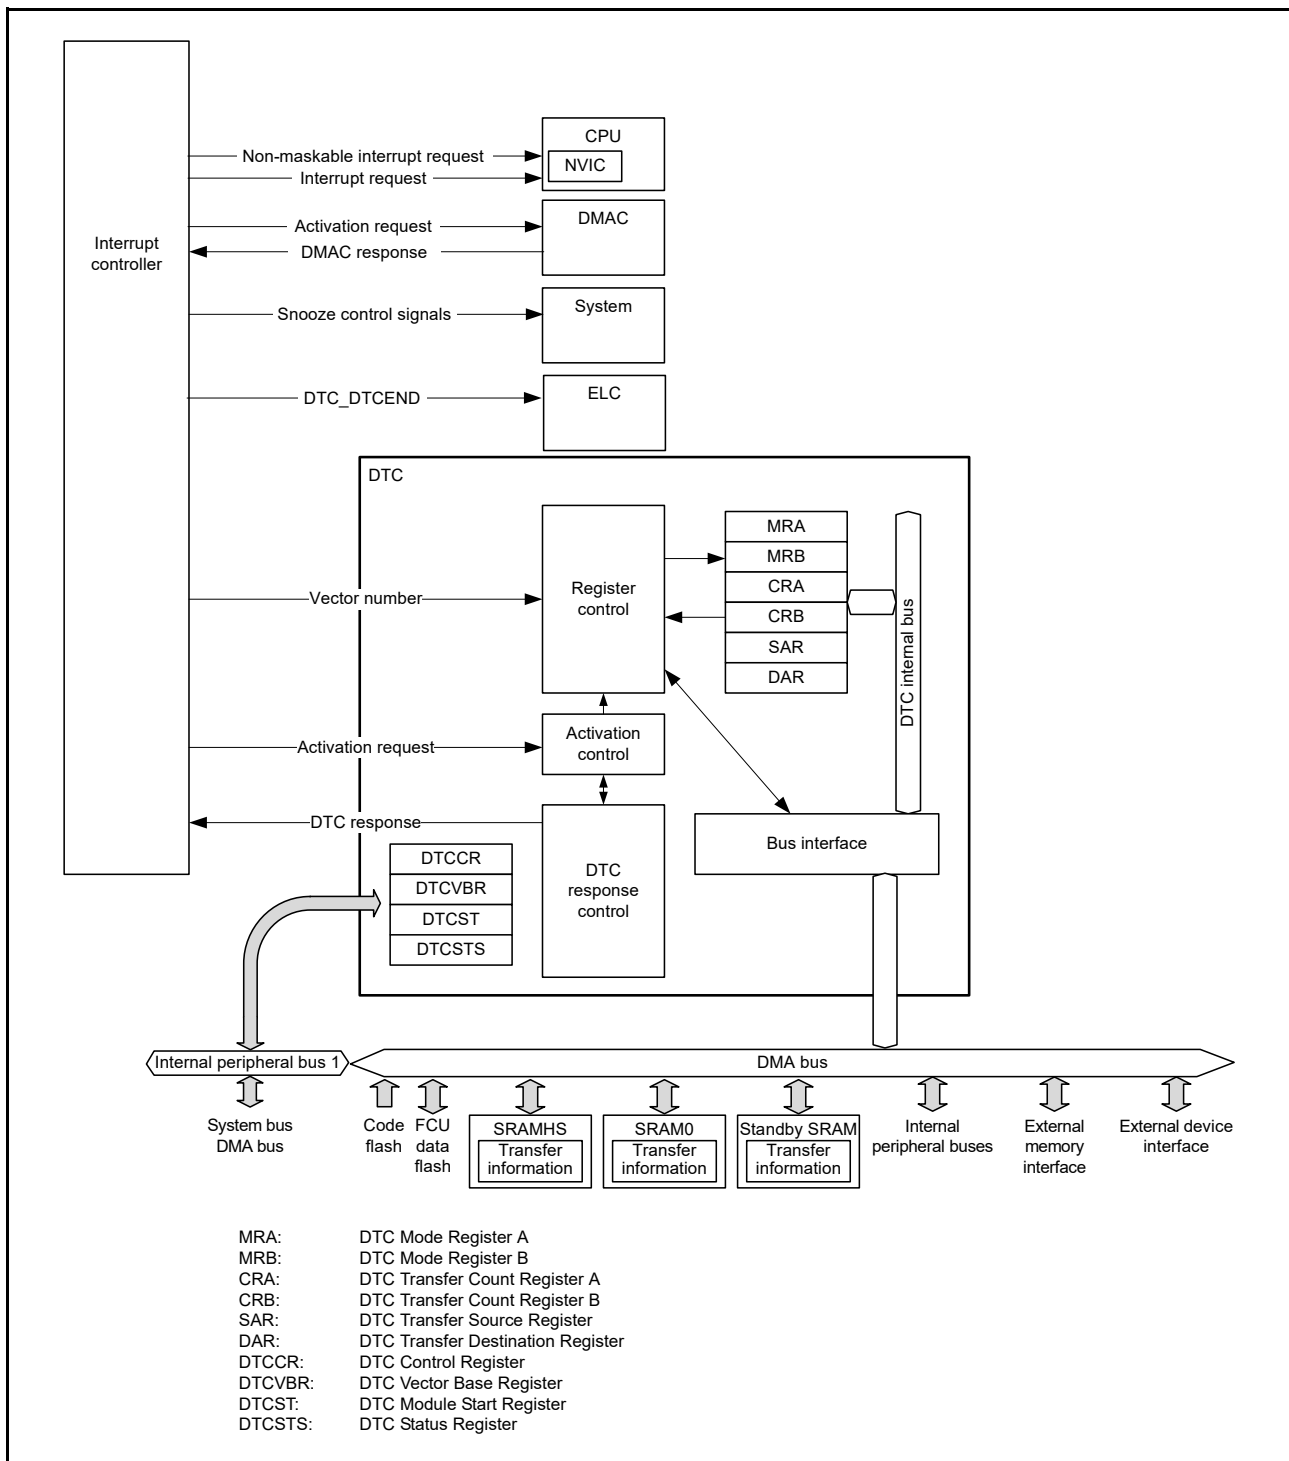 CPU
Non-maskable interrupt request
NVIC
Interrupt request
DMAC
Activation request
Interrupt
controller
DMAC response
System
Snooze control signals
ELC
DTC_DTCEND
DTC
MRA
MRB
CRA
CRB
SAR
DAR
Register
control
Vector number
DTC internal bus
Activation
control
Activation request
DTC response
Bus interface
DTC
response
control
DTCCR
DTCVBR
DTCST
DTCSTS
Internal peripheral bus 1
DMA bus
System bus
DMA bus
Code
flash
FCU
data
flash
SRAMHS
Transfer
information
SRAM0
Transfer
information
Standby SRAM
Transfer
information
Internal
peripheral buses
External
memory
interface
External device
interface
MRA: DTC Mode Register A
MRB: DTC Mode Register B
CRA: DTC Transfer Count Register A
CRB: DTC Transfer Count Register B
SAR: DTC Transfer Source Register
DAR: DTC Transfer Destination Register
DTCCR: DTC Control Register
DTCVBR: DTC Vector Base Register
DTCST: DTC Module Start Register
DTCSTS: DTC Status Register